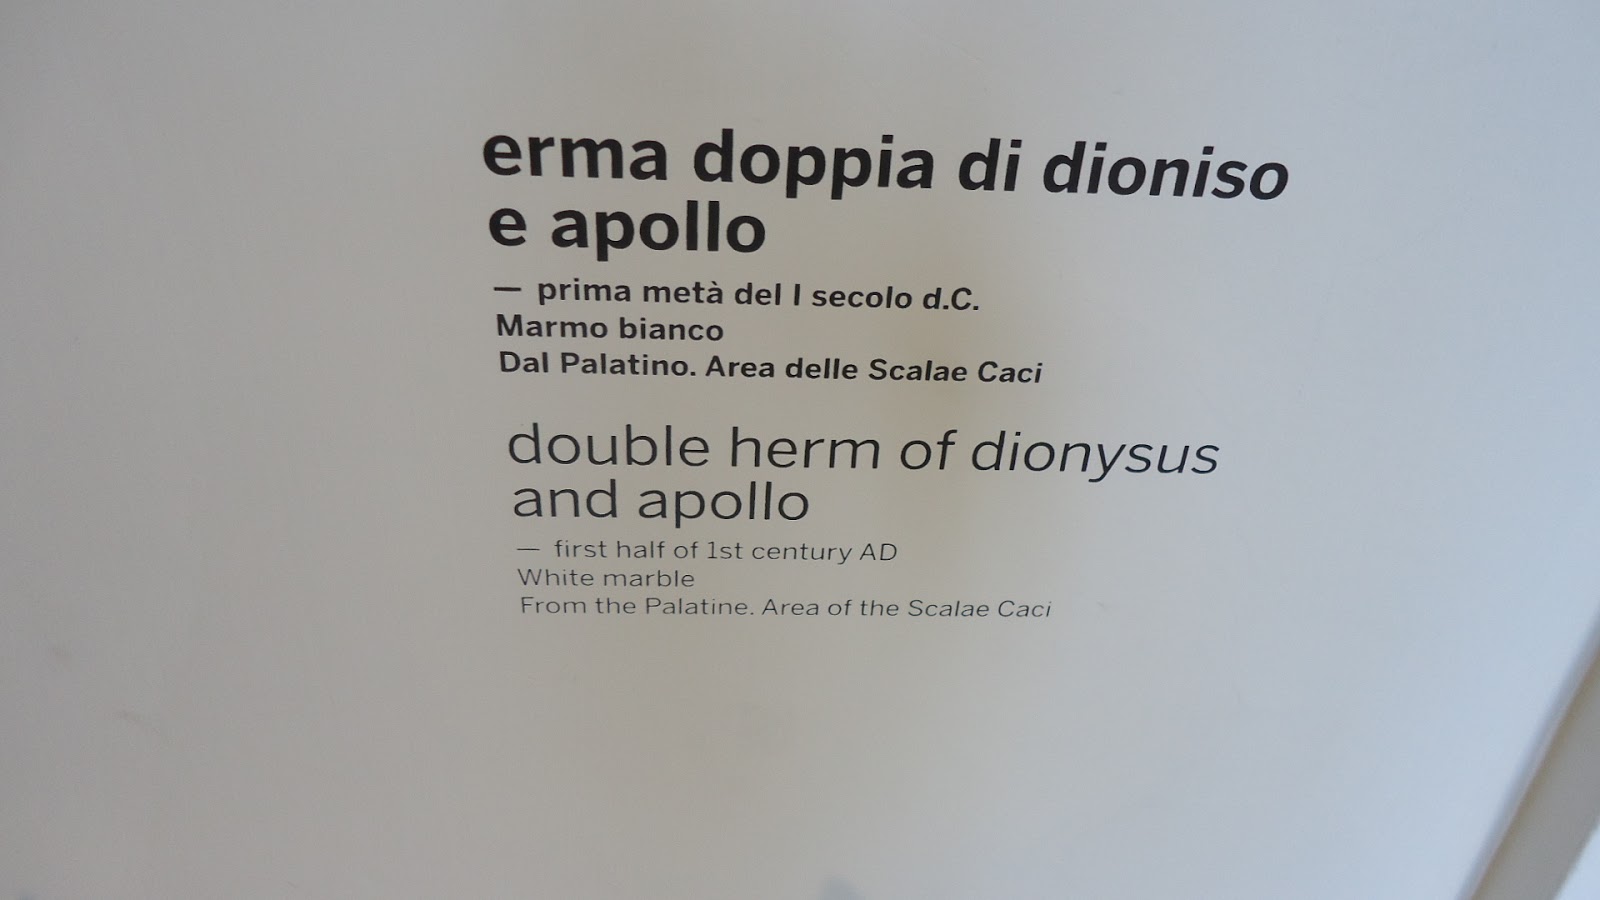 erma doppia di dioniso
e apollo
— prima metà del I secolo d.C.
Marmo bianco
Dal Palatino. Area delle Scalae Caci
double herm of dionysus
and apollo
— first half of 1st century AD
White marble
From the Palatine. Area of the Scalae Caci